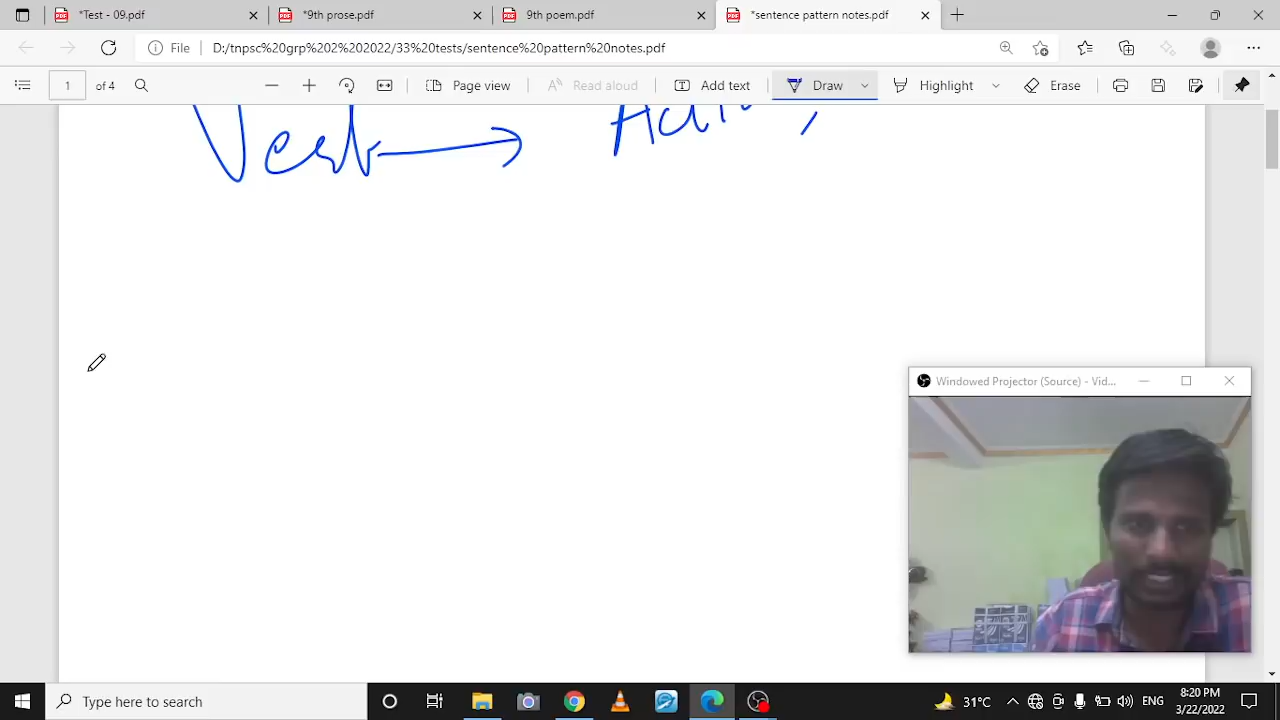 *Test - 09.pdf
*9th prose.pdf
9th poem.pdf
*sentence pattern notes.pdf
File
D:/tnpsc%20grp%202%202022/33%20tests/sentence%20pattern%20notes.pdf
1
of 4
Page view
Read aloud
Add text
Draw
Highlight
Erase
Verb
Windowed Projector (Source) - Vid...
Type here to search
31°C
ENG
8:20 PM
3/22/2022